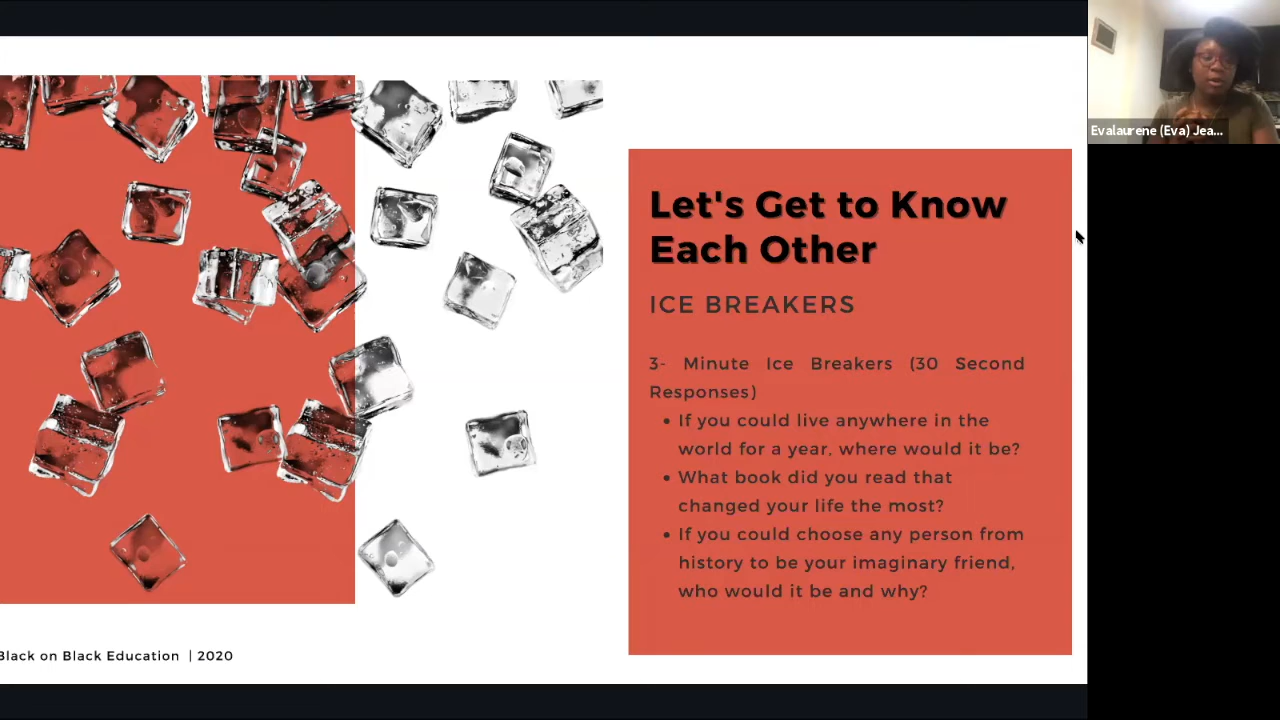 Evalaurene (Eva) Jea...
Let's Get to Know
Each Other
ICE BREAKERS
3- Minute Ice Breakers (30 Second
Responses)
• If you could live anywhere in the
world for a year, where would it be?
• What book did you read that
changed your life the most?
• If you could choose any person from
history to be your imaginary friend,
who would it be and why?
Black on Black Education | 2020